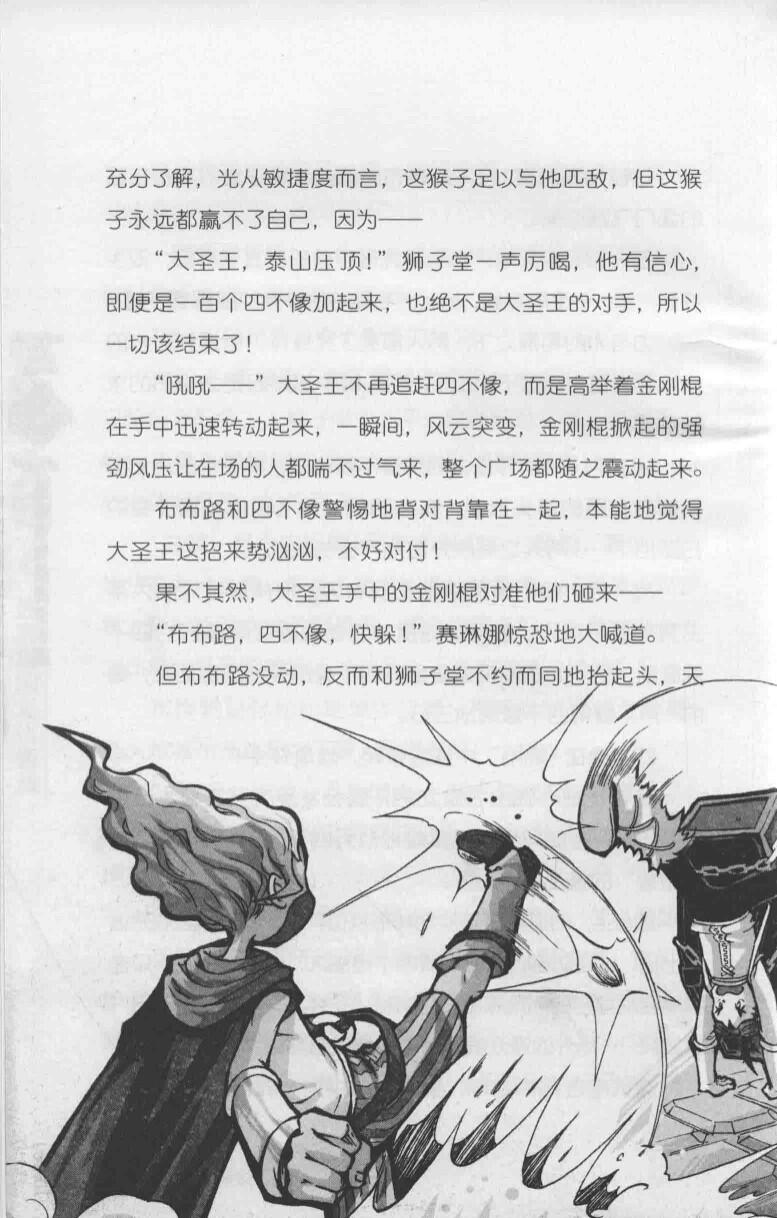 充分了解，光从敏捷度而言，这猴子足以与他匹敌，但这猴
子永远都赢不了自己，因为——
“大圣王，泰山压顶！”狮子堂一声厉喝，他有信心，
即便是一百个四不像加起来，也绝不是大圣王的对手，所以
一切该结束了！
“吼吼——”大圣王不再追赶四不像，而是高举着金刚棍
在手中迅速转动起来，一瞬间，风云突变，金刚棍掀起的强
劲风压让在场的人都喘不过气来，整个广场都随之震动起来。
布布路和四不像警惕地背对背靠在一起，本能地觉得
大圣王这招来势汹汹，不好对付！
果不其然，大圣王手中的金刚棍对准他们砸来——
“布布路，四不像，快躲！”赛琳娜惊恐地大喊道。
但布布路没动，反而和狮子堂不约而同地抬起头，天